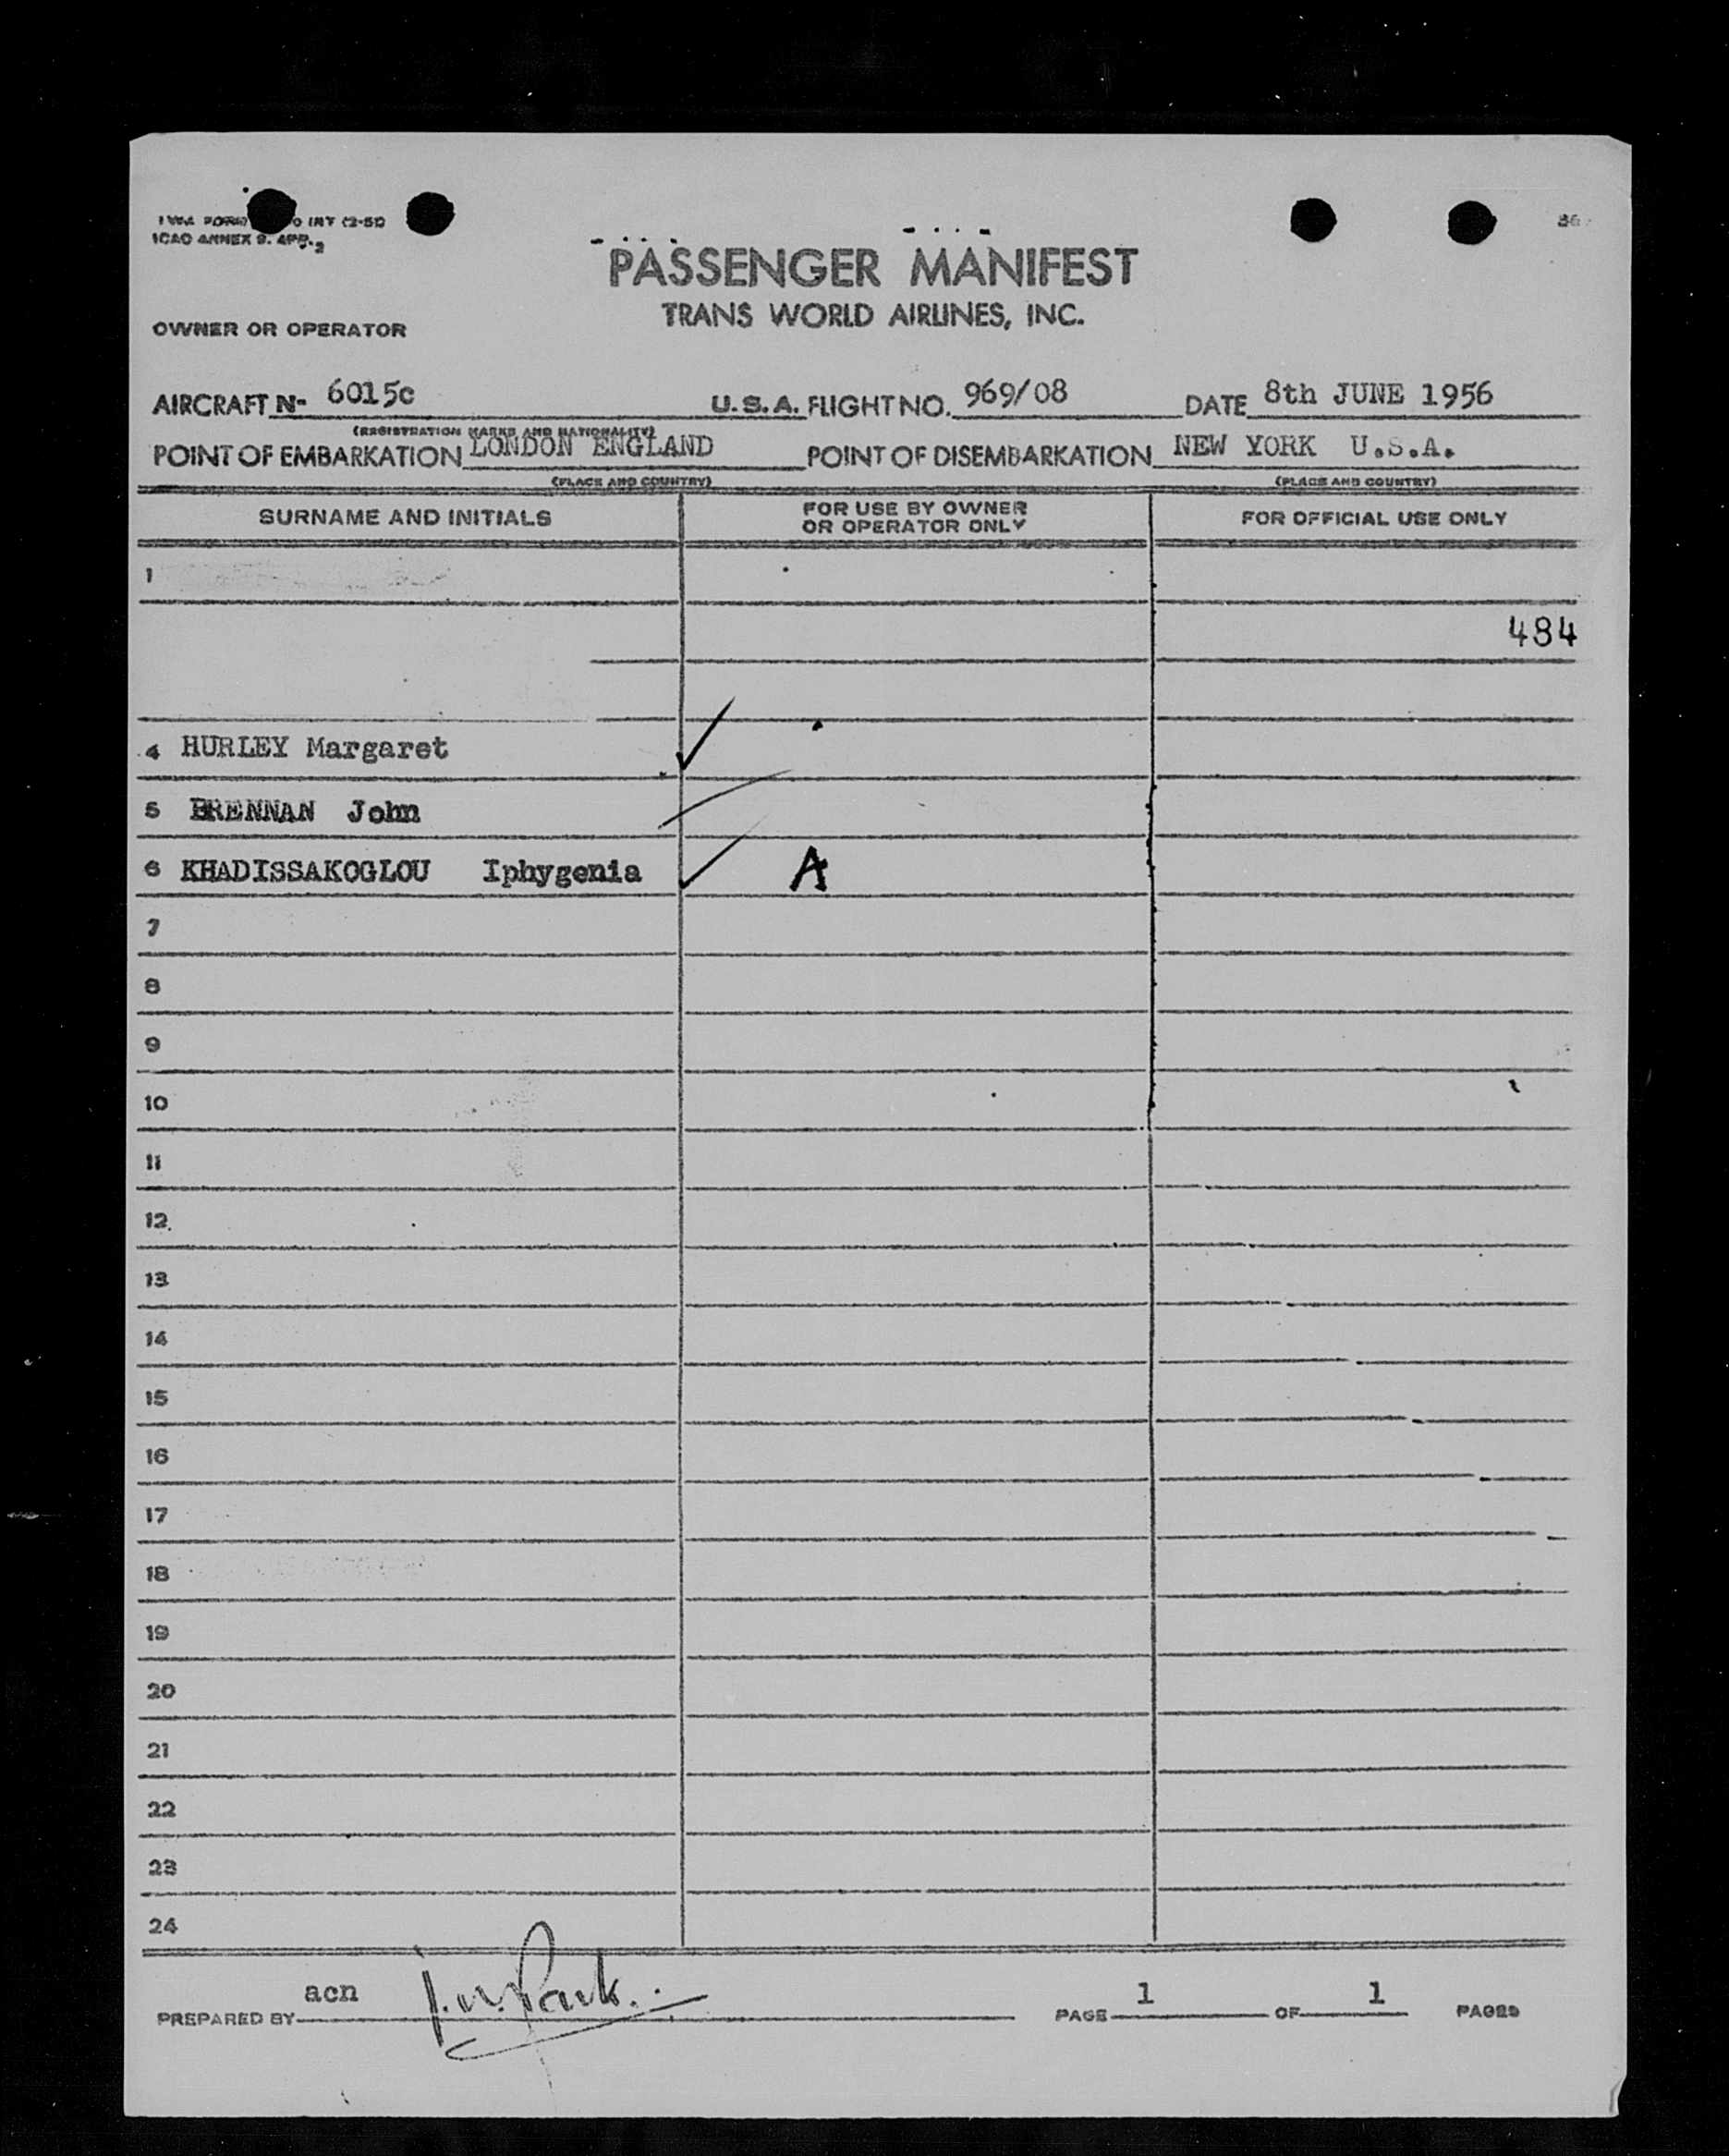 ICAO ANNEX 9. APP. 2
PASSENGER MANIFEST
TRANS WORLD AIRLINES, INC.
OWNER OR OPERATOR
AIRCRAFT N- 6015c U.S.A. FLIGHT NO. 969/08 DATE 8th JUNE 1956
(REGISTRATION MARKS AND NATIONALITY)
POINT OF EMBARKATION LONDON ENGLAND POINT OF DISEMBARKATION NEW YORK U.S.A.
(PLACE AND COUNTRY) (PLACE AND COUNTRY)
SURNAME AND INITIALS FOR USE BY OWNER OR OPERATOR ONLY FOR OFFICIAL USE ONLY
1
484
4 HURLEY Margaret
5 BRENNAN John
6 KHADISSAKOGLOU Iphygenia A
7
8
9
10
11
12
13
14
15
16
17
18
19
20
21
22
23
24
PREPARED BY acn PAGE 1 OF 1 PAGES